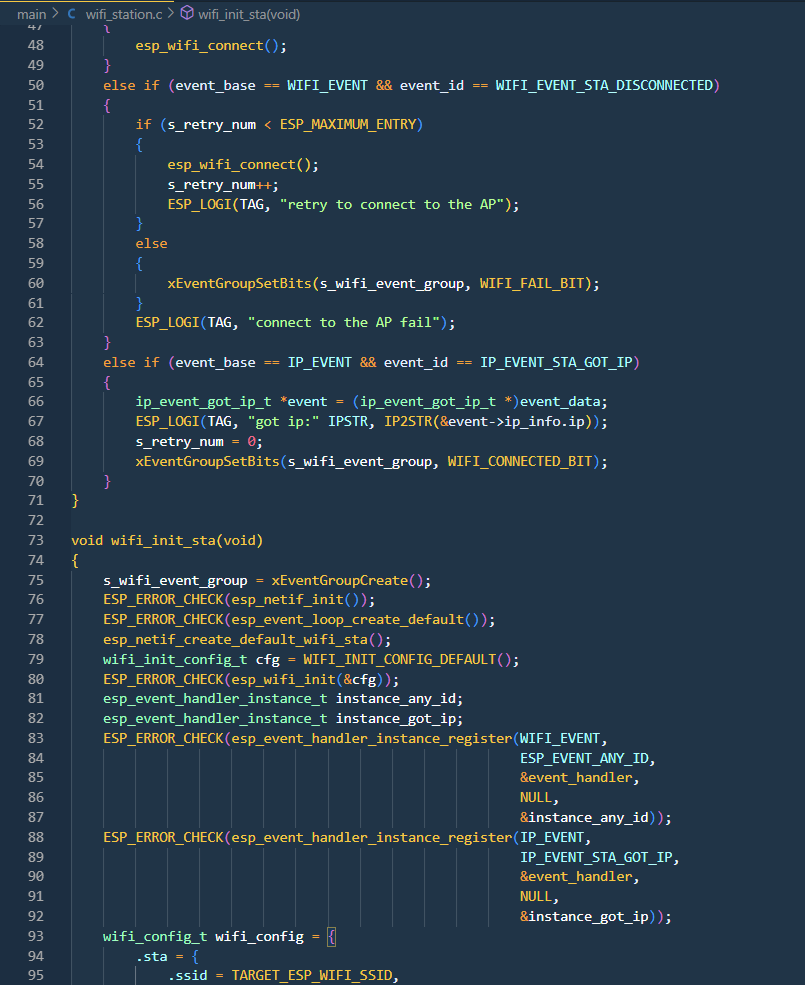 main > C wifi_station.c > wifi_init_sta(void)
47 {
48 esp_wifi_connect();
49 }
50 else if (event_base == WIFI_EVENT && event_id == WIFI_EVENT_STA_DISCONNECTED)
51 {
52 if (s_retry_num < ESP_MAXIMUM_ENTRY)
53 {
54 esp_wifi_connect();
55 s_retry_num++;
56 ESP_LOGI(TAG, "retry to connect to the AP");
57 }
58 else
59 {
60 xEventGroupSetBits(s_wifi_event_group, WIFI_FAIL_BIT);
61 }
62 ESP_LOGI(TAG, "connect to the AP fail");
63 }
64 else if (event_base == IP_EVENT && event_id == IP_EVENT_STA_GOT_IP)
65 {
66 ip_event_got_ip_t *event = (ip_event_got_ip_t *)event_data;
67 ESP_LOGI(TAG, "got ip:" IPSTR, IP2STR(&event->ip_info.ip));
68 s_retry_num = 0;
69 xEventGroupSetBits(s_wifi_event_group, WIFI_CONNECTED_BIT);
70 }
71 }
72
73 void wifi_init_sta(void)
74 {
75 s_wifi_event_group = xEventGroupCreate();
76 ESP_ERROR_CHECK(esp_netif_init());
77 ESP_ERROR_CHECK(esp_event_loop_create_default());
78 esp_netif_create_default_wifi_sta();
79 wifi_init_config_t cfg = WIFI_INIT_CONFIG_DEFAULT();
80 ESP_ERROR_CHECK(esp_wifi_init(&cfg));
81 esp_event_handler_instance_t instance_any_id;
82 esp_event_handler_instance_t instance_got_ip;
83 ESP_ERROR_CHECK(esp_event_handler_instance_register(WIFI_EVENT,
84 ESP_EVENT_ANY_ID,
85 &event_handler,
86 NULL,
87 &instance_any_id));
88 ESP_ERROR_CHECK(esp_event_handler_instance_register(IP_EVENT,
89 IP_EVENT_STA_GOT_IP,
90 &event_handler,
91 NULL,
92 &instance_got_ip));
93 wifi_config_t wifi_config = {
94 .sta = {
95 .ssid = TARGET_ESP_WIFI_SSID,